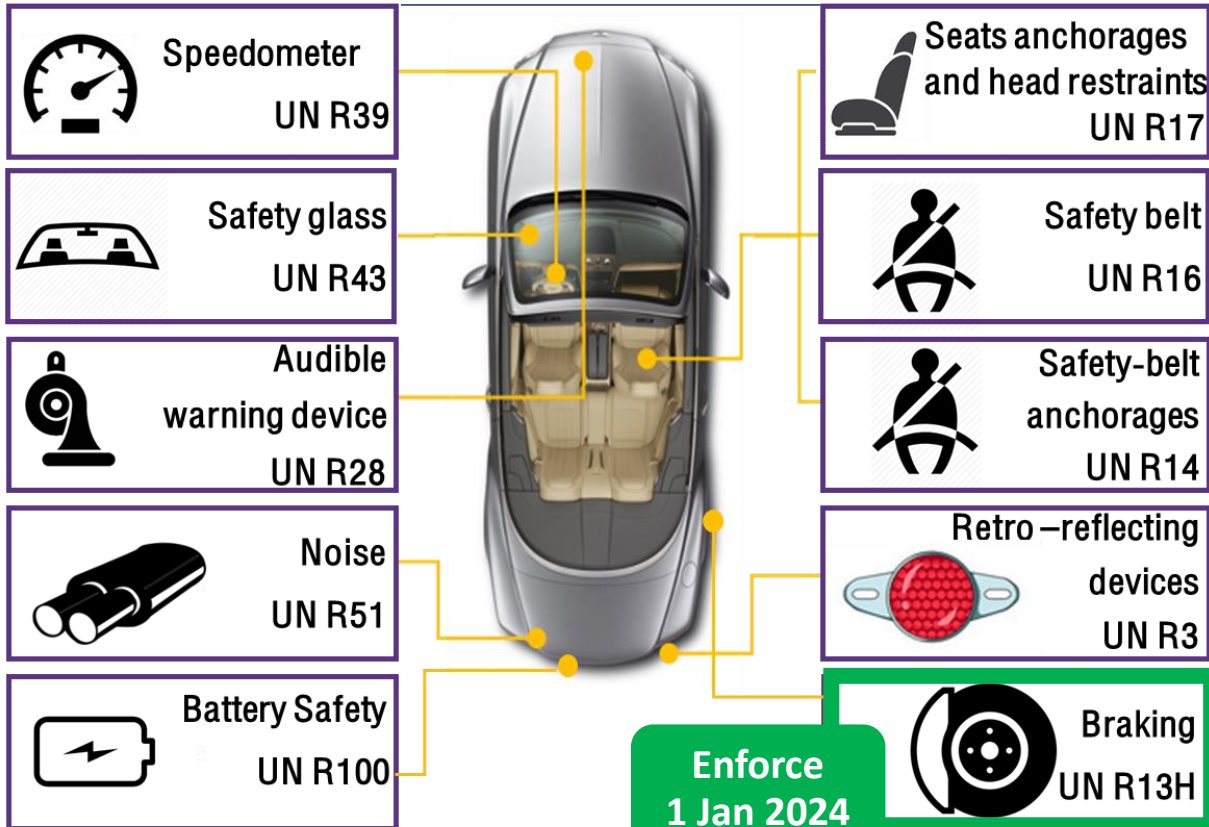 Speedometer
UN R39
Safety glass
UN R43
Audible
warning device
UN R28
Noise
UN R51
Battery Safety
UN R100
Seats anchorages
and head restraints
UN R17
Safety belt
UN R16
Safety-belt
anchorages
UN R14
Retro –reflecting
devices
UN R3
Braking
UN R13H
Enforce
1 Jan 2024